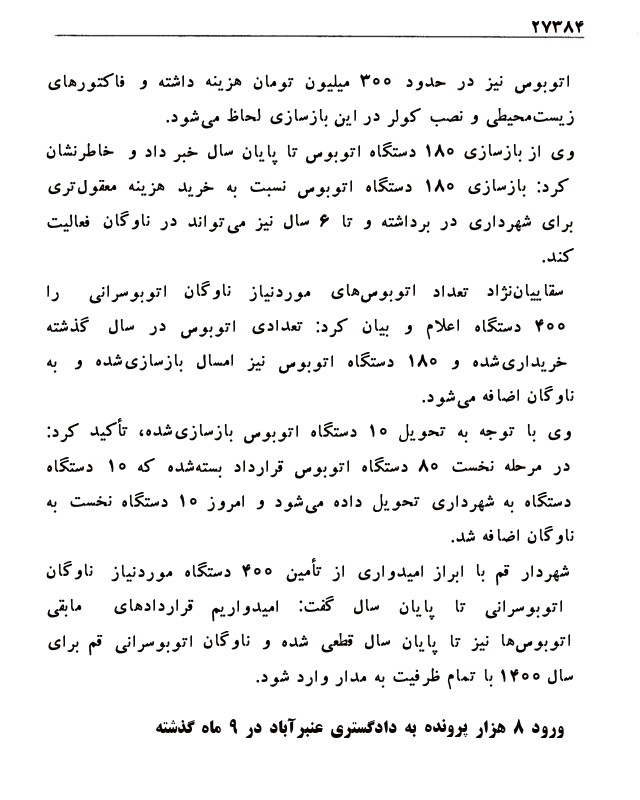 ۲۷۳۸۴
اتوبوس نیز در حدود ۳۰۰ میلیون تومان هزینه داشته و فاکتورهای
زیست‌محیطی و نصب کولر در این بازسازی لحاظ می‌شود.
وی از بازسازی ۱۸۰ دستگاه اتوبوس تا پایان سال خبر داد و خاطرنشان
کرد: بازسازی ۱۸۰ دستگاه اتوبوس نسبت به خرید هزینه معقول‌تری
برای شهرداری در برداشته و تا ۶ سال نیز می‌تواند در ناوگان فعالیت
کند.
سقاییان‌نژاد تعداد اتوبوس‌های موردنیاز ناوگان اتوبوسرانی را
۴۰۰ دستگاه اعلام و بیان کرد: تعدادی اتوبوس در سال گذشته
خریداری‌شده و ۱۸۰ دستگاه اتوبوس نیز امسال بازسازی‌شده و به
ناوگان اضافه می‌شود.
وی با توجه به تحویل ۱۰ دستگاه اتوبوس بازسازی‌شده، تأکید کرد:
در مرحله نخست ۸۰ دستگاه اتوبوس قرارداد بسته‌شده که ۱۰ دستگاه
دستگاه به شهرداری تحویل داده می‌شود و امروز ۱۰ دستگاه نخست به
ناوگان اضافه شد.
شهردار قم با ابراز امیدواری از تأمین ۴۰۰ دستگاه موردنیاز ناوگان
اتوبوسرانی تا پایان سال گفت: امیدواریم قراردادهای مابقی
اتوبوس‌ها نیز تا پایان سال قطعی شده و ناوگان اتوبوسرانی قم برای
سال ۱۴۰۰ با تمام ظرفیت به مدار وارد شود.
ورود ۸ هزار پرونده به دادگستری عنبرآباد در ۹ ماه گذشته